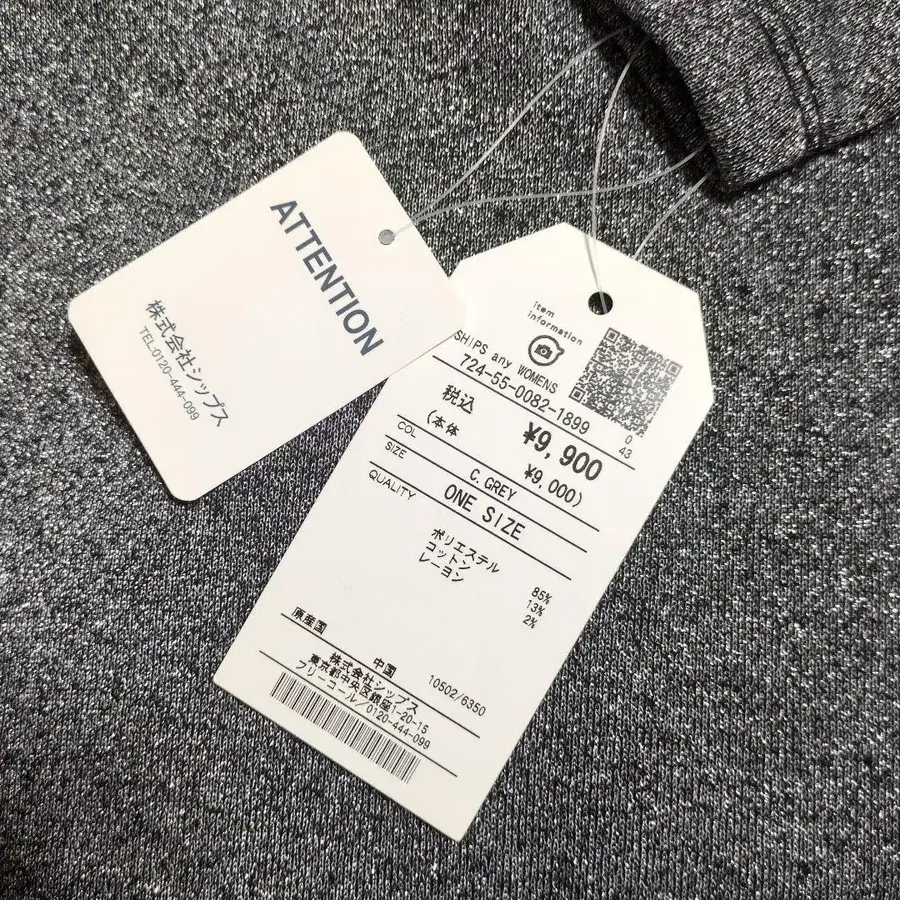 ATTENTION
株式会社シップス
TEL:0120-444-099
item
information
SHIPS any WOMENS
724-55-0082-1899
0
43
税込 ¥9,900
(本体 ¥9,000)
COL C.GREY
SIZE ONE SIZE
QUALITY
ポリエステル 85%
コットン 13%
レーヨン 2%
原産国 中国 10502/6350
株式会社シップス
東京都中央区銀座1-20-15
フリーコール/0120-444-099